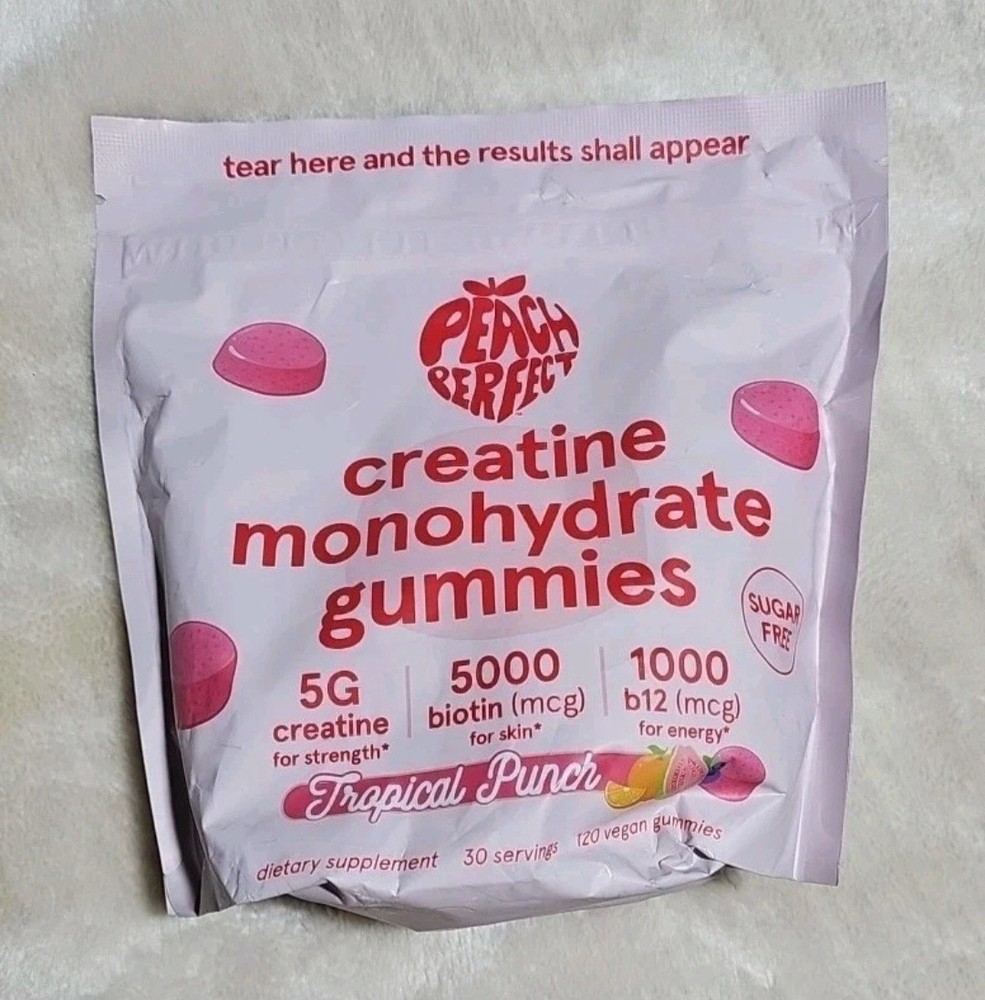 tear here and the results shall appear
PEACH
PERFECT
creatine
monohydrate
gummies
SUGAR
FREE
5G
creatine
for strength*
5000
biotin (mcg)
for skin*
1000
b12 (mcg)
for energy*
Tropical Punch
dietary supplement 30 servings 120 vegan gummies